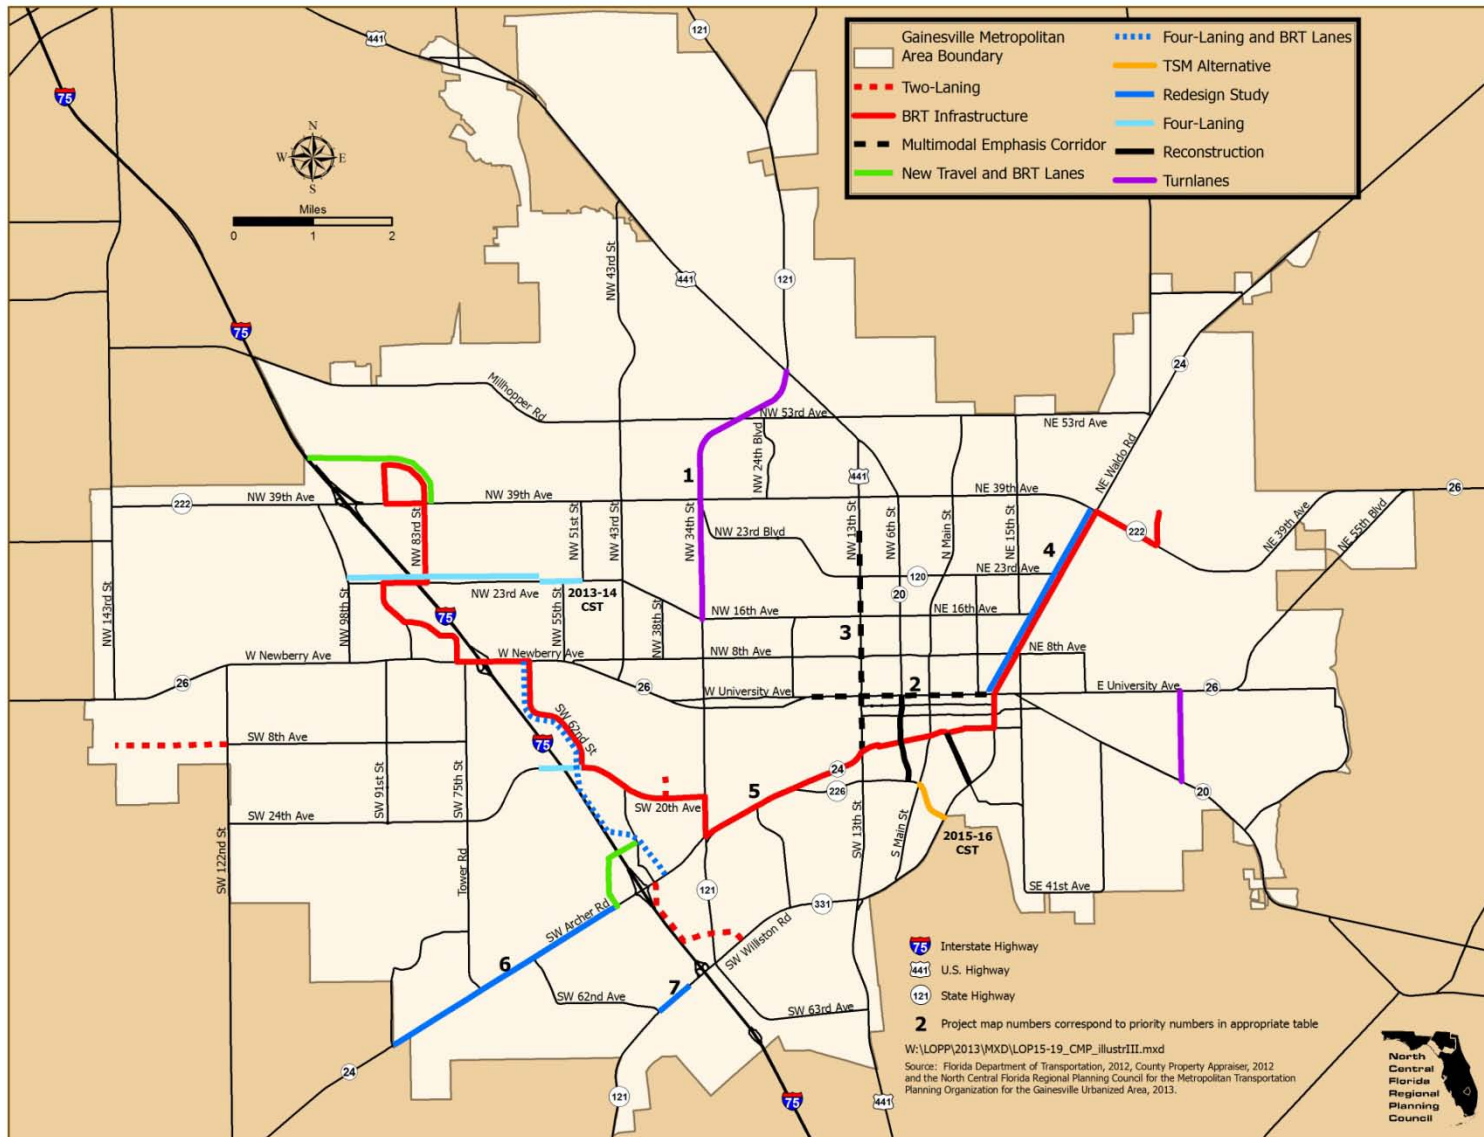 121
441
Gainesville Metropolitan
Area Boundary
Two-Laning
BRT Infrastructure
Multimodal Emphasis Corridor
New Travel and BRT Lanes
Four-Laning and BRT Lanes
TSM Alternative
Redesign Study
Four-Laning
Reconstruction
Turnlanes
75
N
W E
S
Miles
0 1 2
NW 43rd St
441
121
75
24
Millhopper Rd
NW 53rd Ave
NE 53rd Ave
NW 24th Blvd
NE Waldo Rd
1
441
26
222
NW 39th Ave
NW 39th Ave
NE 39th Ave
NE 39th Ave
NE 55th Blvd
NW 83rd St
NW 51st St
NW 43rd St
NW 34th St
NW 23rd Blvd
NW 13th St
NW 6th St
N Main St
NE 15th St
4
222
NW 143rd St
NW 98th St
NW 23rd Ave
NW 55th St
2013-14
CST
NW 38th St
120
NE 23rd Ave
20
75
NW 16th Ave
NE 16th Ave
3
W Newberry Ave
NW 8th Ave
NE 8th Ave
26
26
W University Ave
2
E University Ave
26
SW 62nd St
SW 8th Ave
75
SW 91st St
SW 75th St
24
5
226
SW 20th Ave
20
SW 24th Ave
SW 122nd St
Tower Rd
SW 13th St
S Main St
2015-16
CST
121
SE 41st Ave
331
SW Archer Rd
SW Williston Rd
6
7
SW 62nd Ave
SW 63rd Ave
24
121
75
441
75 Interstate Highway
441 U.S. Highway
121 State Highway
2 Project map numbers correspond to priority numbers in appropriate table
W:\LOPP\2013\MXD\LOP15-19_CMP_illustrIII.mxd
Source: Florida Department of Transportation, 2012, County Property Appraiser, 2012
and the North Central Florida Regional Planning Council for the Metropolitan Transportation
Planning Organization for the Gainesville Urbanized Area, 2013.
North
Central
Florida
Regional
Planning
Council